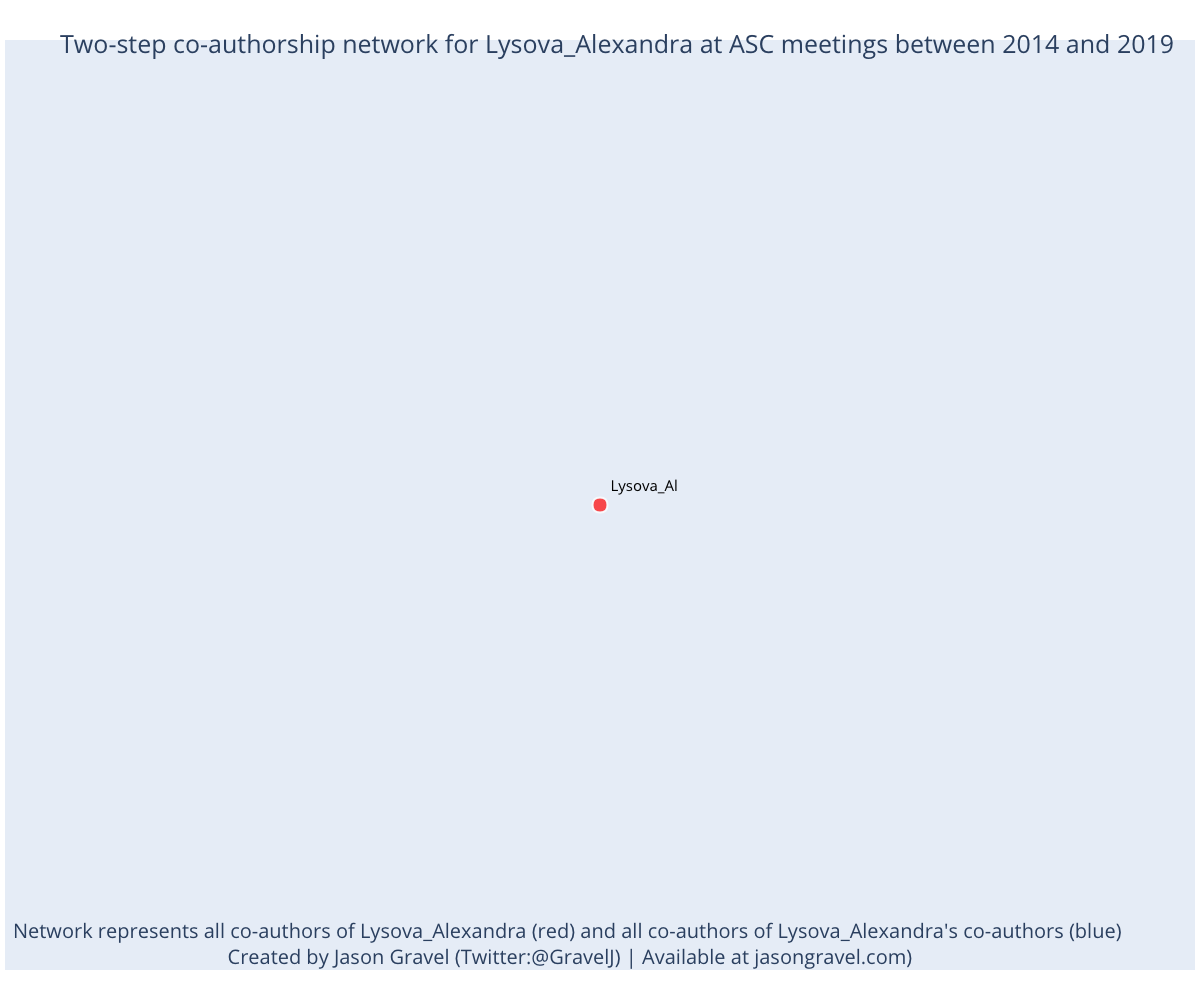 Two-step co-authorship network for Lysova_Alexandra at ASC meetings between 2014 and 2019
Lysova_Al
Network represents all co-authors of Lysova_Alexandra (red) and all co-authors of Lysova_Alexandra's co-authors (blue)
Created by Jason Gravel (Twitter:@GravelJ) | Available at jasongravel.com)